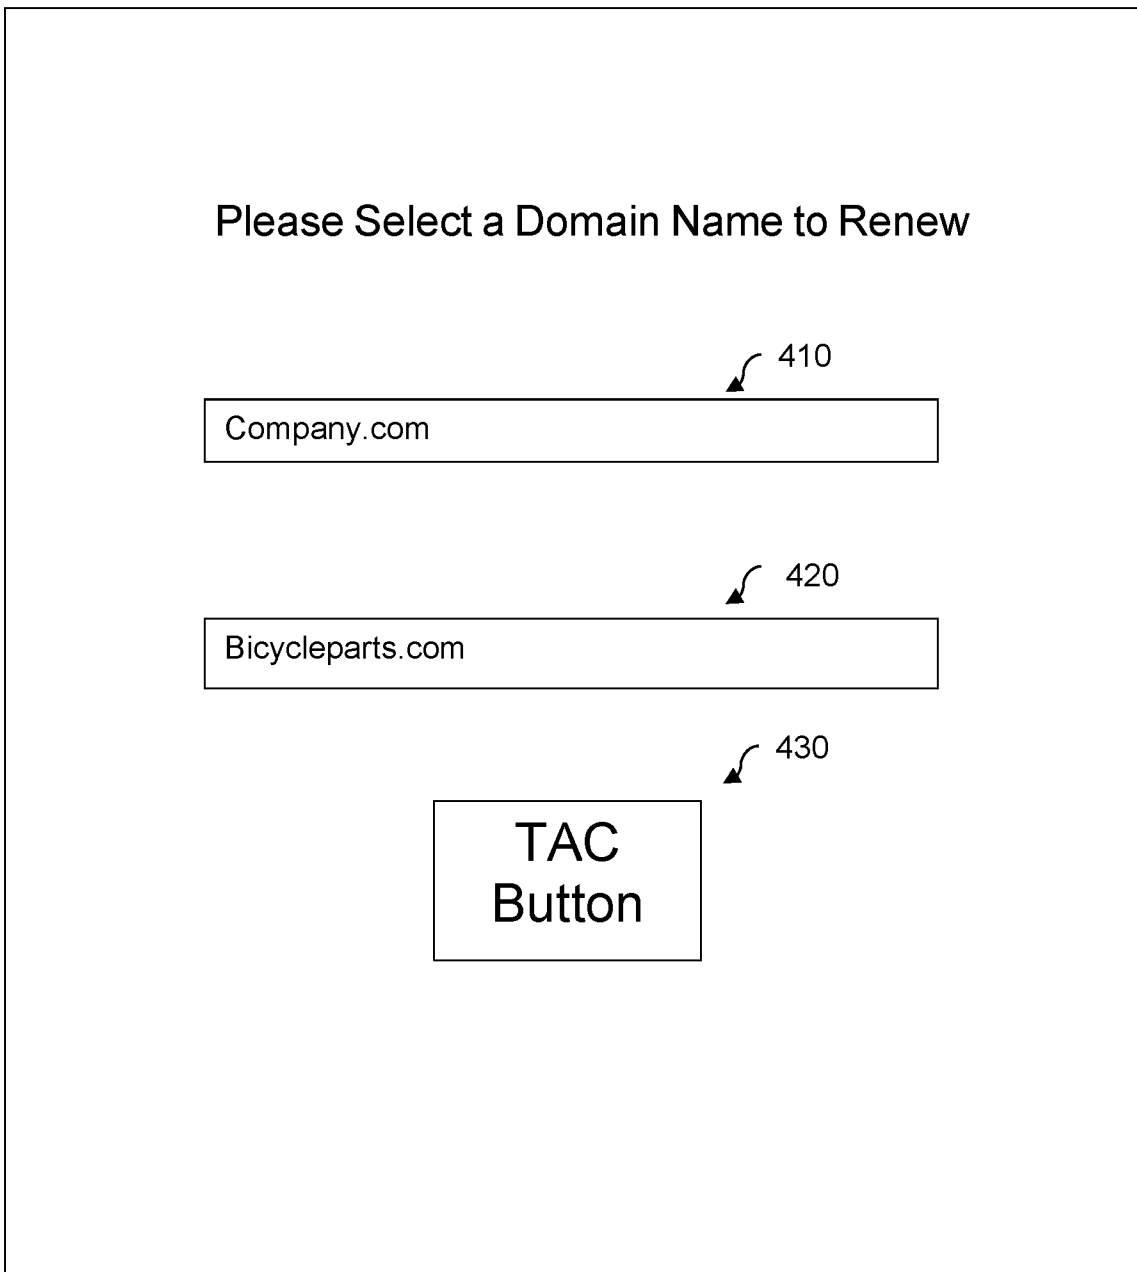 Please Select a Domain Name to Renew
410
Company.com
420
Bicycleparts.com
430
TAC
Button